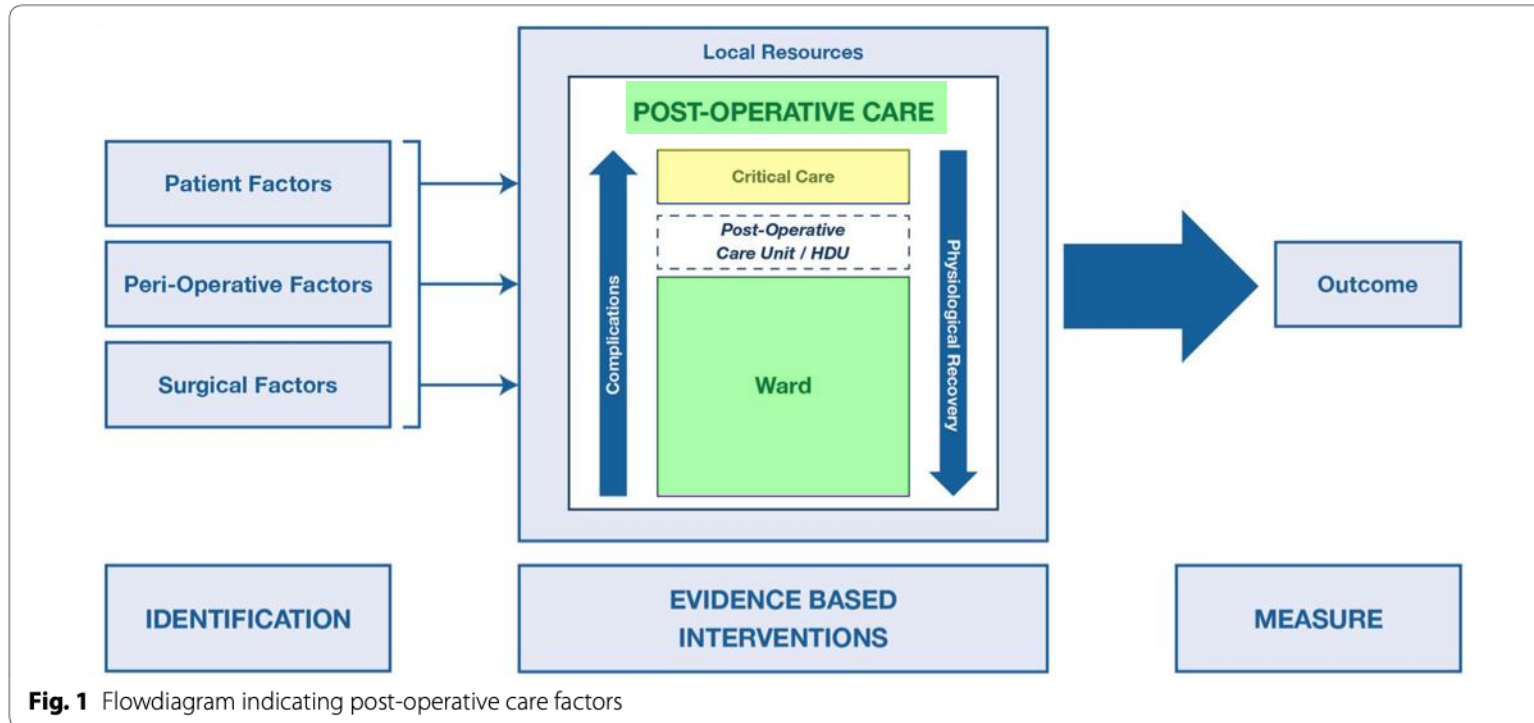 Local Resources
POST-OPERATIVE CARE
Patient Factors
Peri-Operative Factors
Surgical Factors
Complications
Critical Care
Post-Operative
Care Unit / HDU
Ward
Physiological Recovery
Outcome
IDENTIFICATION
EVIDENCE BASED
INTERVENTIONS
MEASURE
Fig. 1 Flowdiagram indicating post-operative care factors